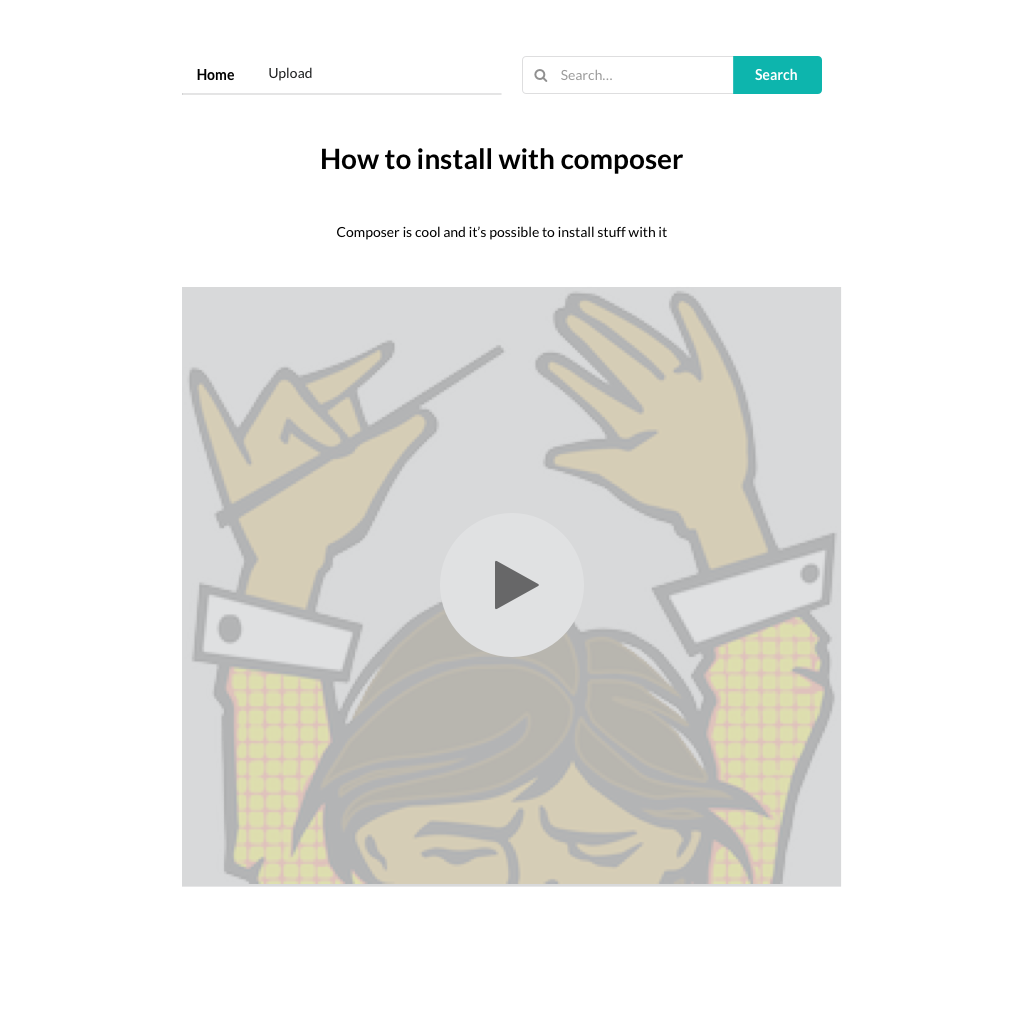 Home
Upload
Search...
Search
How to install with composer
Composer is cool and it's possible to install stuff with it